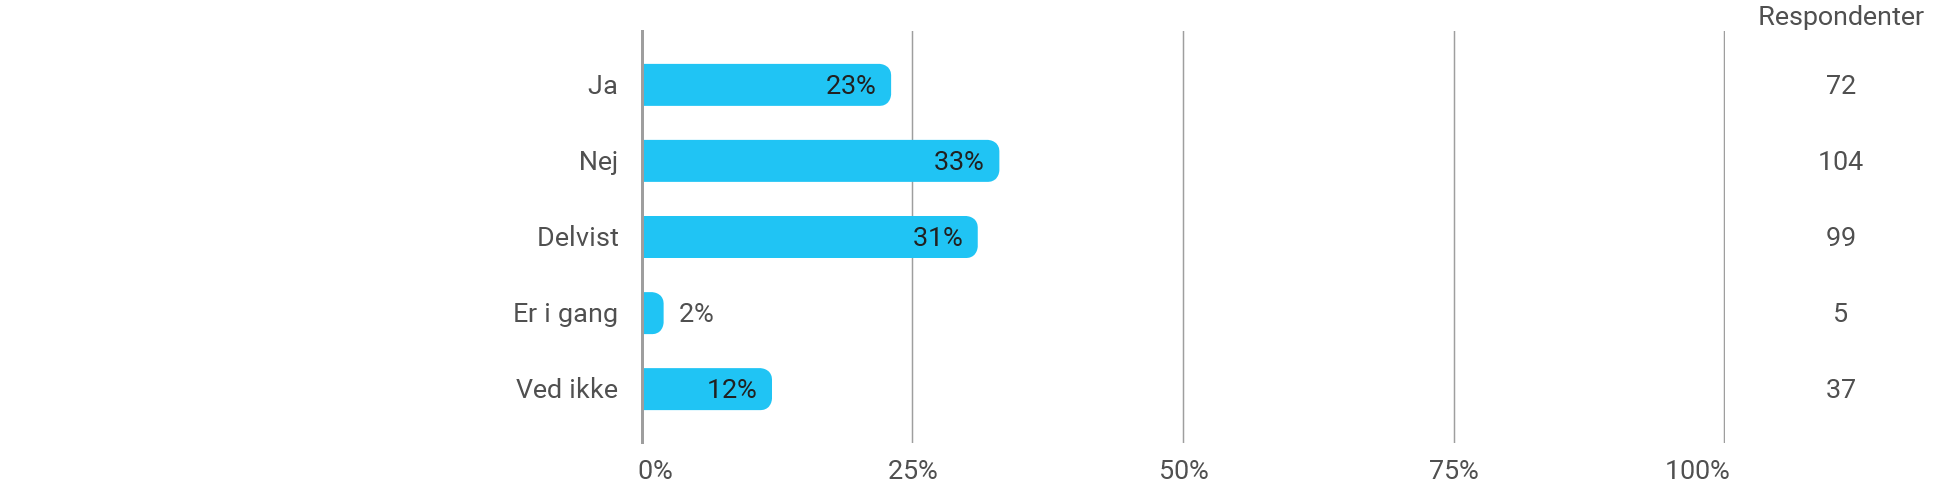 Respondenter
Ja 23% 72
Nej 33% 104
Delvist 31% 99
Er i gang 2% 5
Ved ikke 12% 37
0% 25% 50% 75% 100%